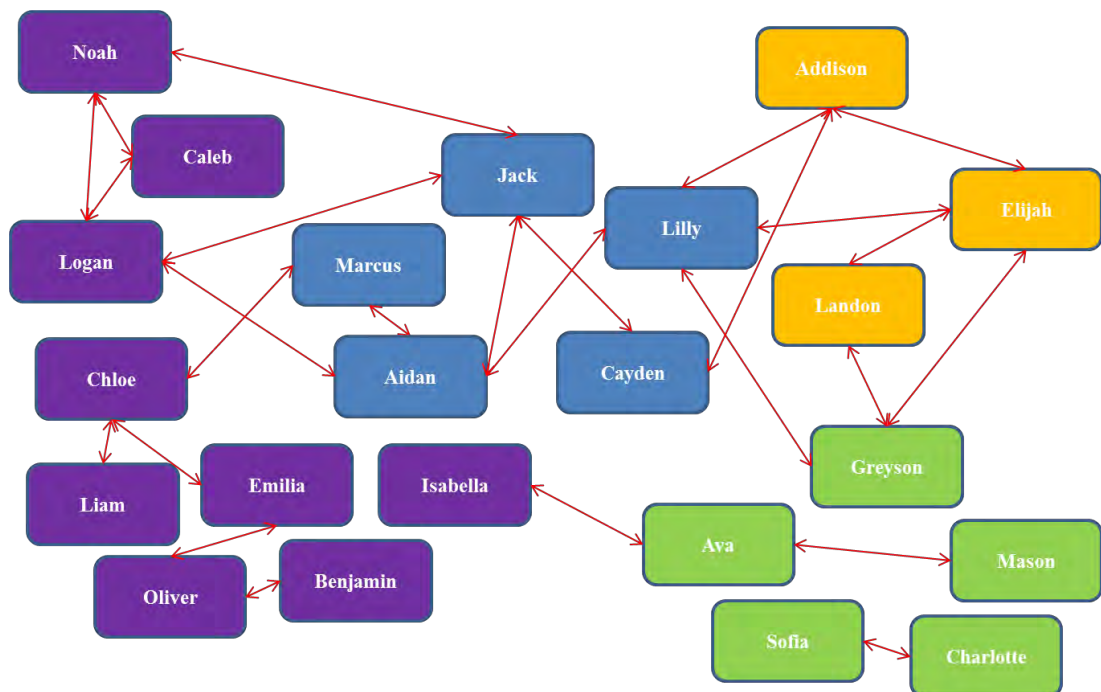 Noah
Addison
Caleb
Jack
Elijah
Lilly
Logan
Marcus
Landon
Chloe
Aidan
Cayden
Greyson
Emilia
Isabella
Liam
Ava
Mason
Benjamin
Oliver
Sofia
Charlotte